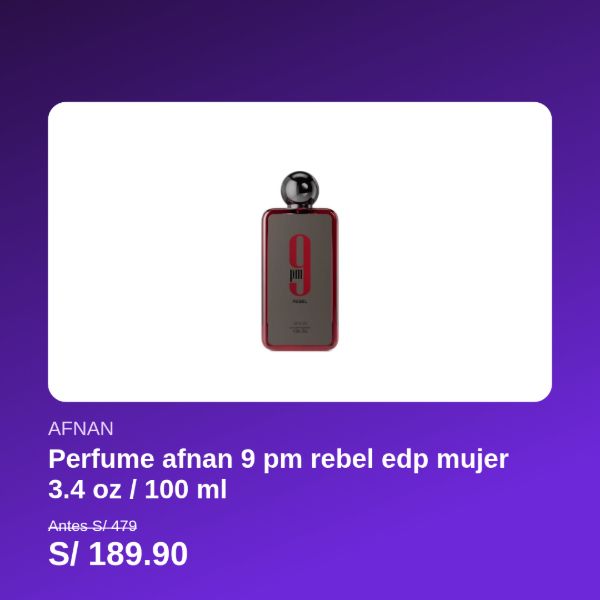 9
pm
REBEL
AFNAN
Perfume afnan 9 pm rebel edp mujer
3.4 oz / 100 ml
Antes S/ 479
S/ 189.90